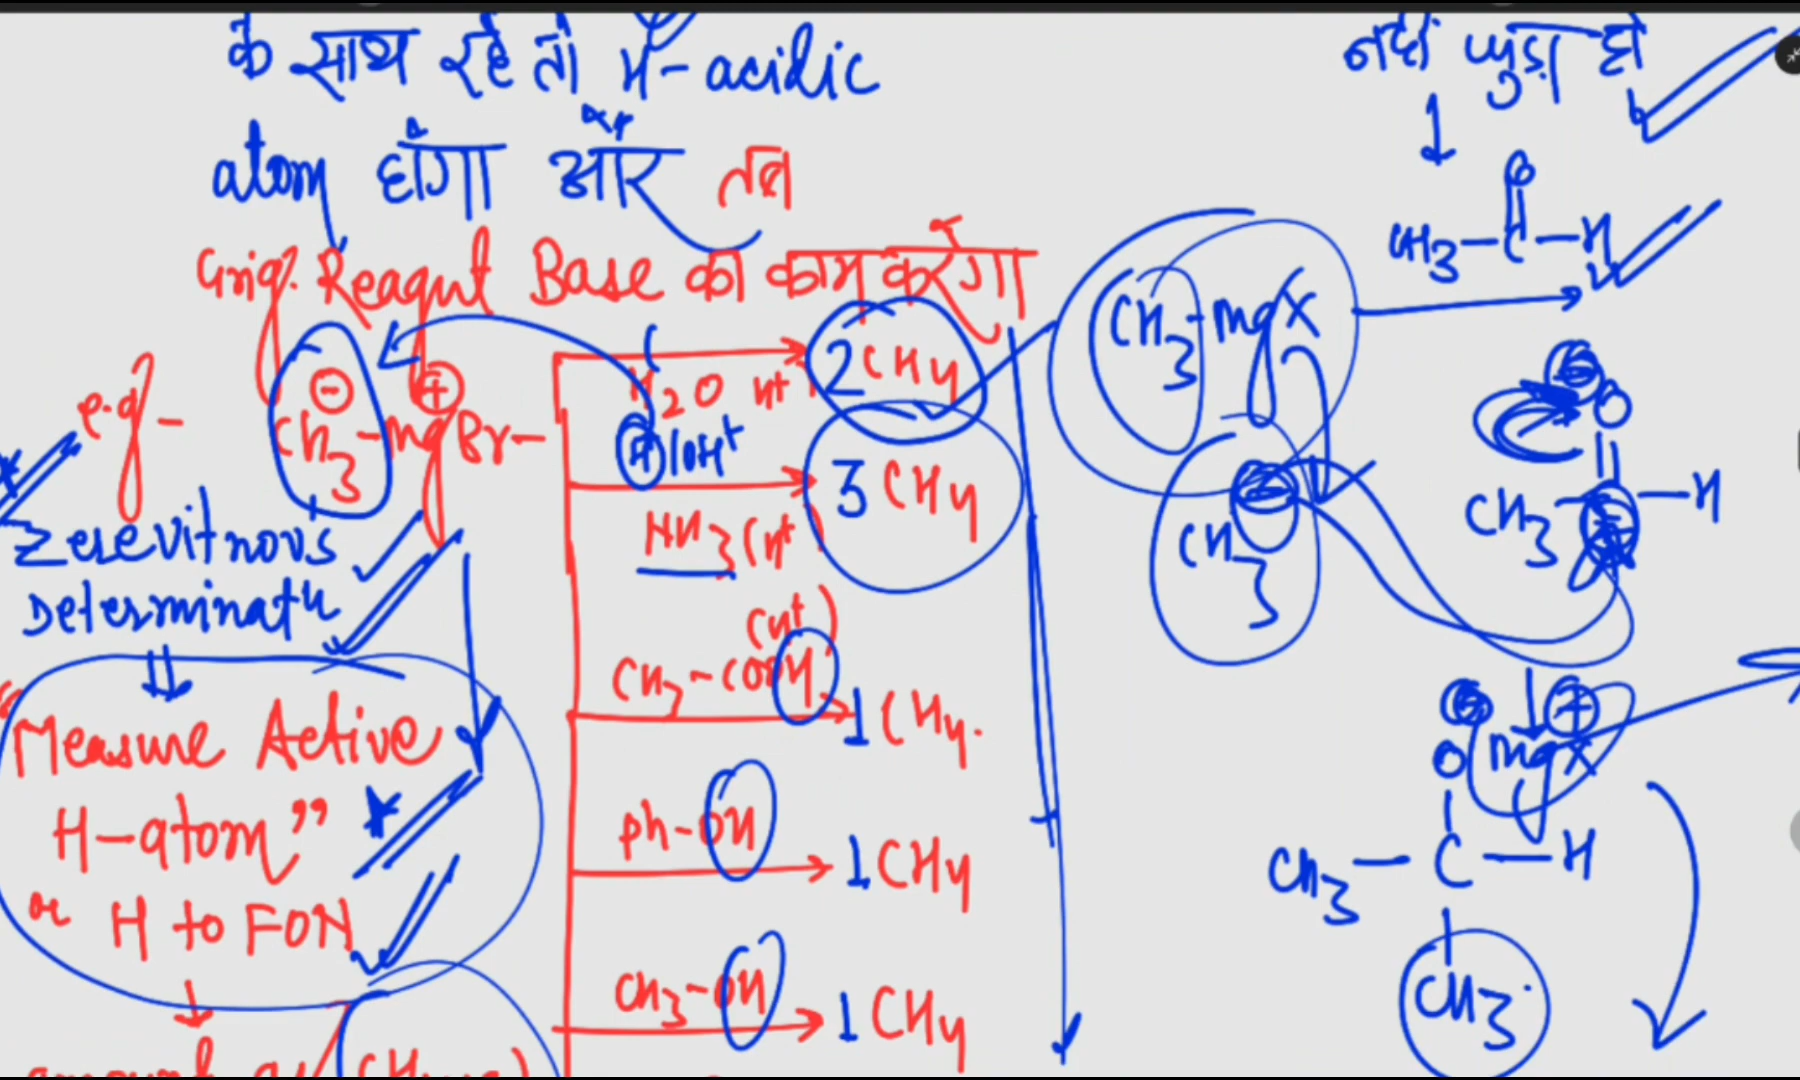 के साथ रहे तो H-acidic
atom होगा और तब
Grig. Reagent Base का काम करेगा
e.g -
CH3-MgBr
H2O H+
2CH4
H|OH+
3CH4
NH3(H+)
(H+)
CH3-COOH
1CH4.
ph-OH
1CH4
CH3-OH
1CH4
Zerevitnovs
Determinatn
"Measure Active
H-atom"
or H to FON
CH3-MgX
CH3
नही जुड़ा हो
O
CH3-C-H
O
CH3
H
OMgX
CH3-C-H
CH3